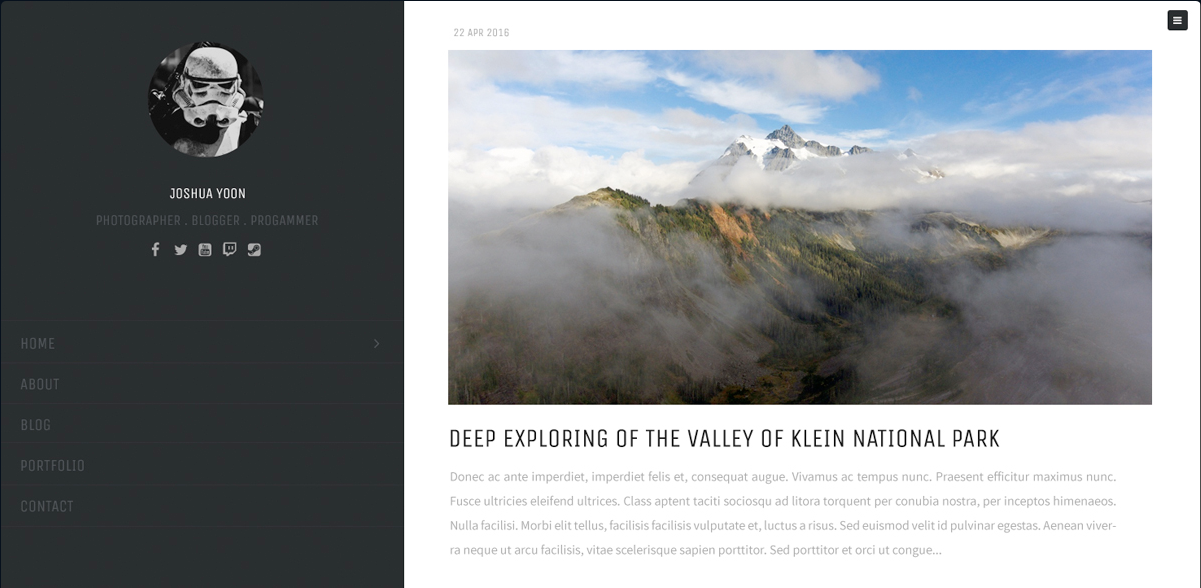 JOSHUA YOON
PHOTOGRAPHER . BLOGGER . PROGAMMER
HOME
ABOUT
BLOG
PORTFOLIO
CONTACT
22 APR 2016
DEEP EXPLORING OF THE VALLEY OF KLEIN NATIONAL PARK
Donec ac ante imperdiet, imperdiet felis et, consequat augue. Vivamus ac tempus nunc. Praesent efficitur maximus nunc.
Fusce ultricies eleifend ultrices. Class aptent taciti sociosqu ad litora torquent per conubia nostra, per inceptos himenaeos.
Nulla facilisi. Morbi elit tellus, facilisis facilisis vulputate et, luctus a risus. Sed euismod velit id pulvinar egestas. Aenean viver-
ra neque ut arcu facilisis, vitae scelerisque sapien porttitor. Sed porttitor et orci ut congue...